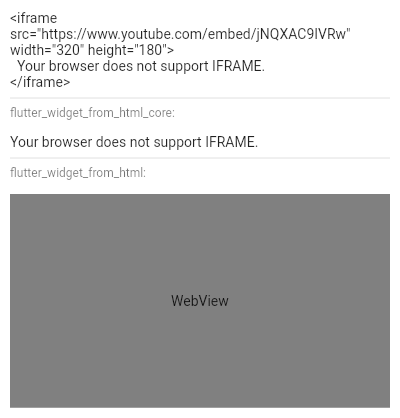 <iframe
src="https://www.youtube.com/embed/jNQXAC9IVRw"
width="320" height="180">
  Your browser does not support IFRAME.
</iframe>
flutter_widget_from_html_core:
Your browser does not support IFRAME.
flutter_widget_from_html:
WebView